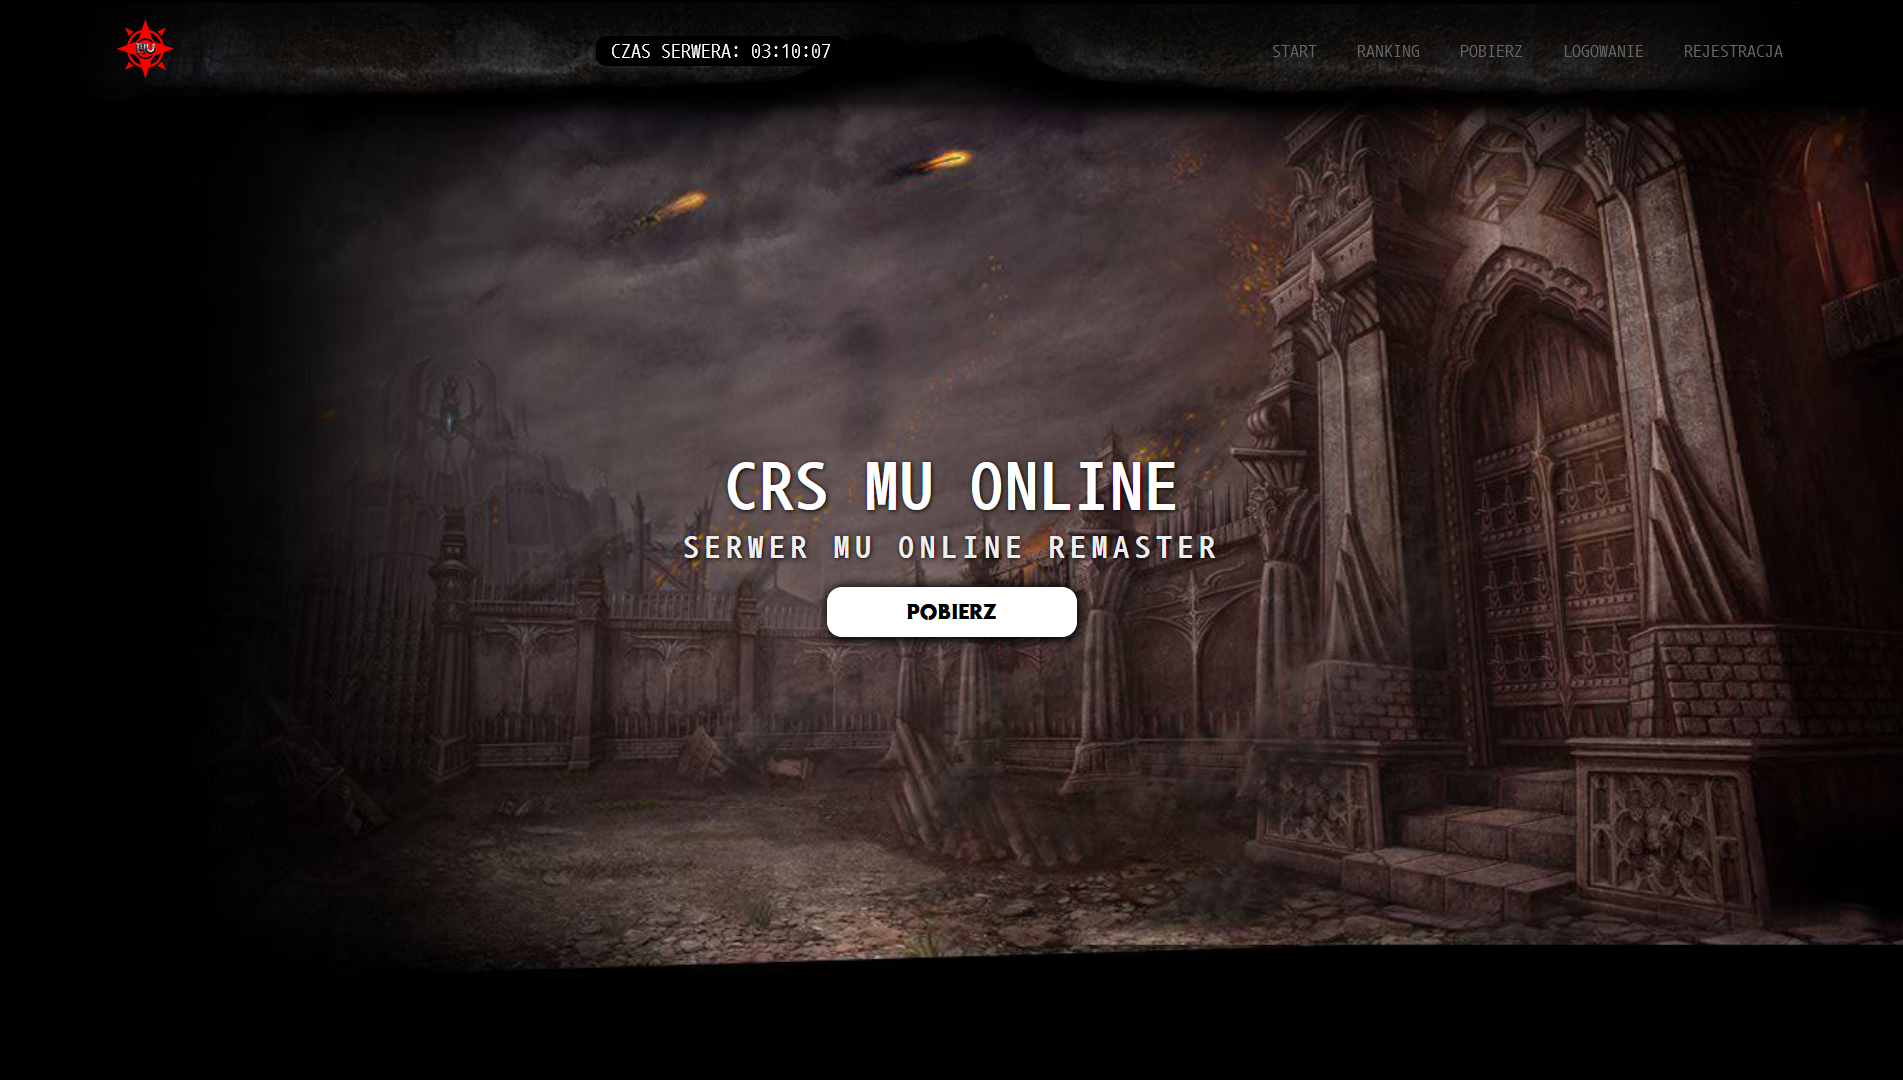 MU
CZAS SERWERA: 03:10:07
START
RANKING
POBIERZ
LOGOWANIE
REJESTRACJA
CRS MU ONLINE
SERWER MU ONLINE REMASTER
POBIERZ